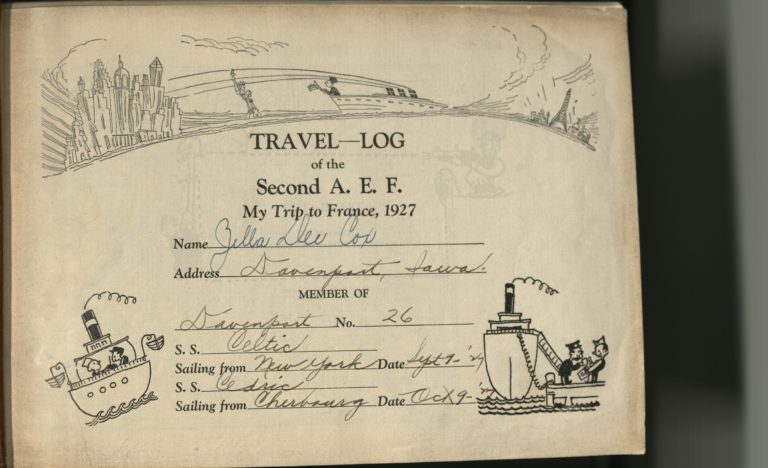 TRAVEL—LOG
of the
Second A. E. F.
My Trip to France, 1927
Name Zella Dee Cox
Address Davenport, Iowa.
MEMBER OF
Davenport No. 26
S. S. Celtic
Sailing from New York Date Sept 9-'27
S. S. Cedric
Sailing from Cherbourg Date Oct 9-